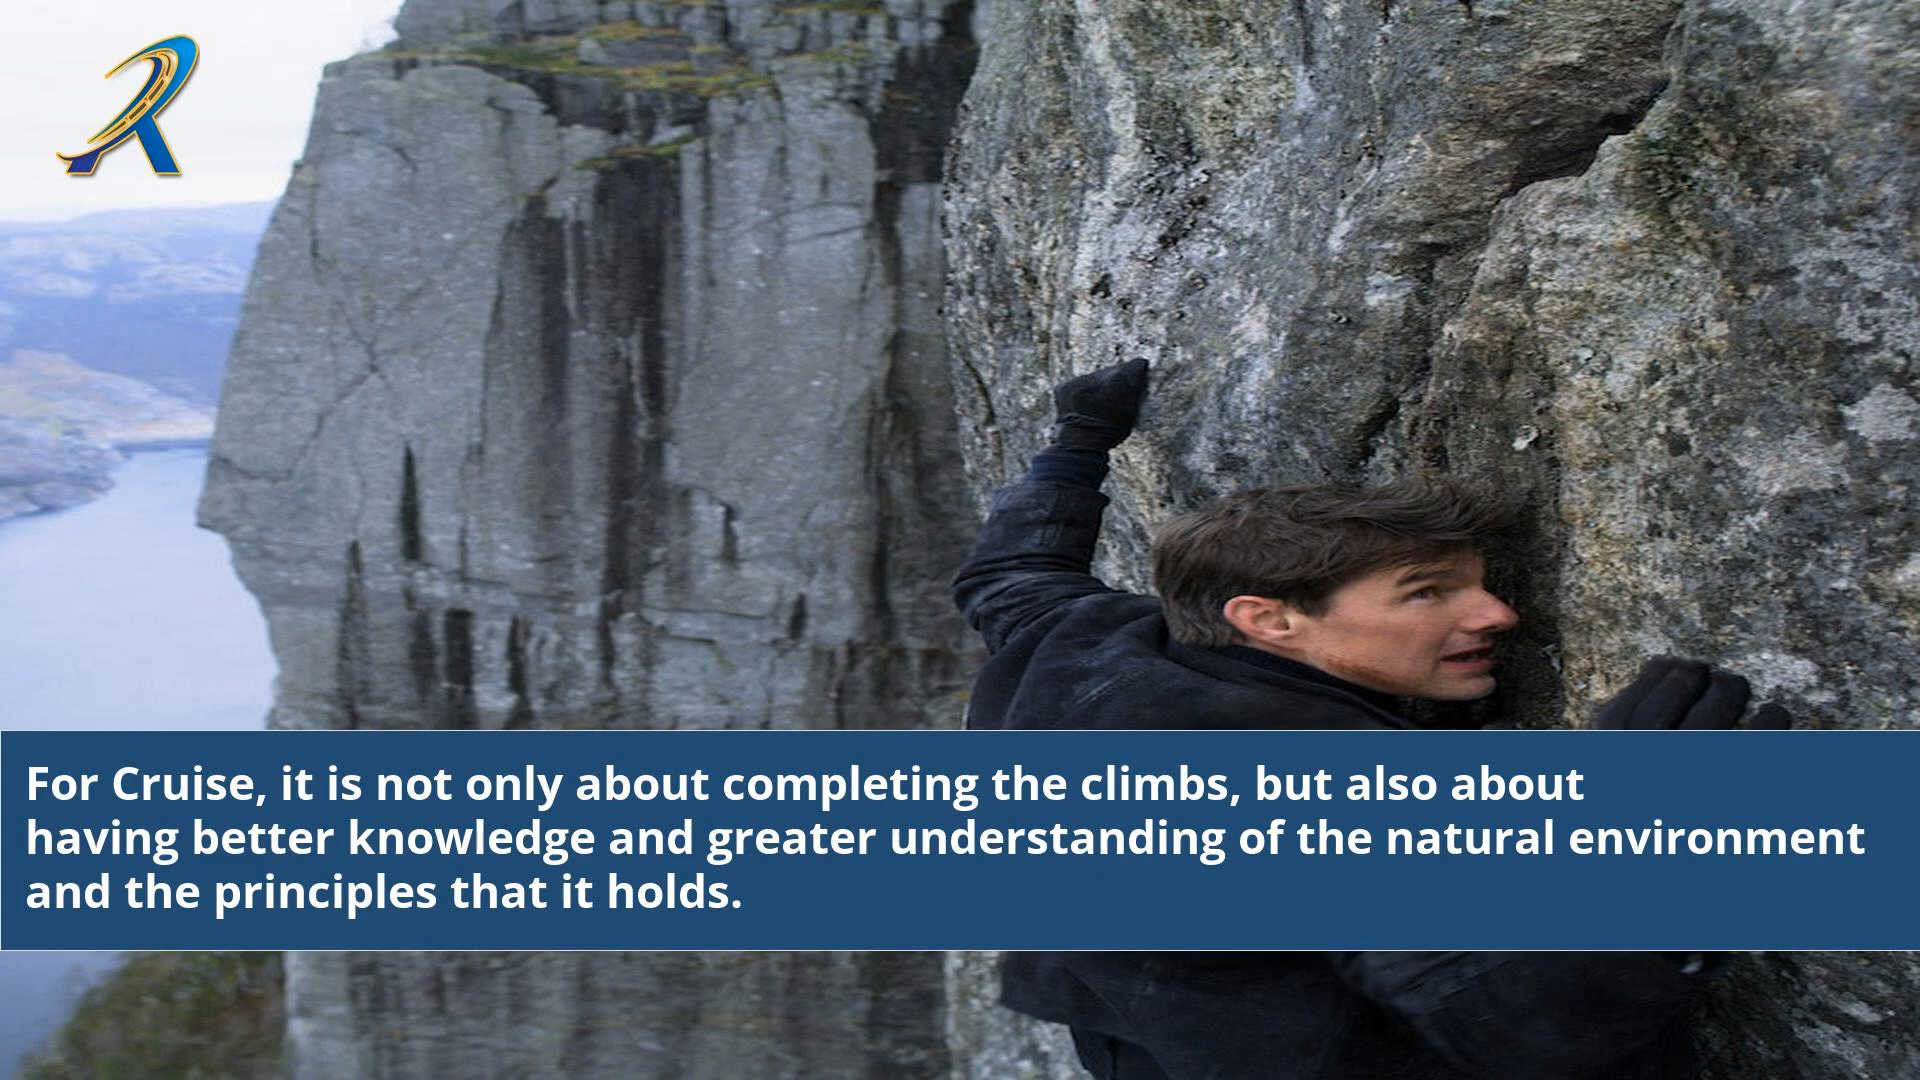 For Cruise, it is not only about completing the climbs, but also about
having better knowledge and greater understanding of the natural environment
and the principles that it holds.